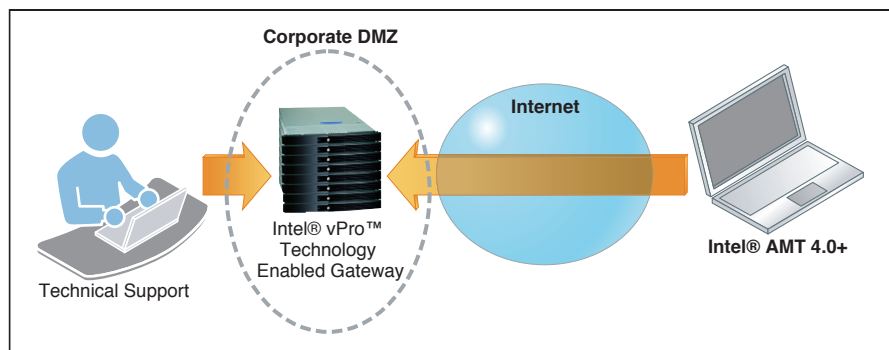 Corporate DMZ
Internet
Intel® vPro™
Technology
Enabled Gateway
Technical Support
Intel® AMT 4.0+